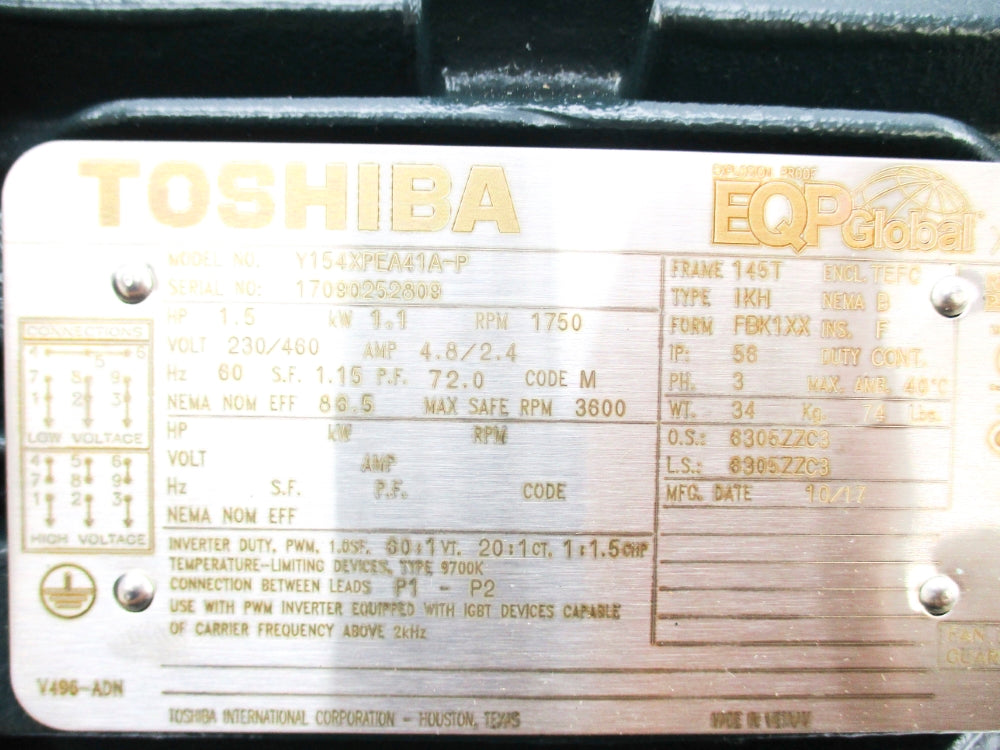 TOSHIBA
EXPLOSION PROOF
EQP Global
MODEL NO. Y154XPEA41A-P
SERIAL NO: 17090252809
HP 1.5 kW 1.1 RPM 1750
VOLT 230/460 AMP 4.8/2.4
Hz 60 S.F. 1.15 P.F. 72.0 CODE M
NEMA NOM EFF 86.5 MAX SAFE RPM 3600
HP kW RPM
VOLT AMP
Hz S.F. P.F. CODE
NEMA NOM EFF
INVERTER DUTY, PWM, 1.0SF, 60:1VT. 20:1CT. 1:1.5CHP
TEMPERATURE-LIMITING DEVICES, TYPE 9700K
CONNECTION BETWEEN LEADS P1 - P2
USE WITH PWM INVERTER EQUIPPED WITH IGBT DEVICES CAPABLE
OF CARRIER FREQUENCY ABOVE 2kHz
FRAME 145T ENCL TEFC
TYPE IKH NEMA B
FORM FBK1XX INS. F
IP: 56 DUTY CONT.
PH. 3 MAX. AMB. 40°C
WT. 34 Kg. 74 Lbs.
O.S.: 6305ZZC3
L.S.: 6305ZZC3
MFG. DATE 10/17
CONNECTIONS
4 5 6
7 8 9
1 2 3
LOW VOLTAGE
4 5 6
7 8 9
1 2 3
HIGH VOLTAGE
FAN
GUAR
V496-ADN
TOSHIBA INTERNATIONAL CORPORATION - HOUSTON, TEXAS
MADE IN VIETNAM